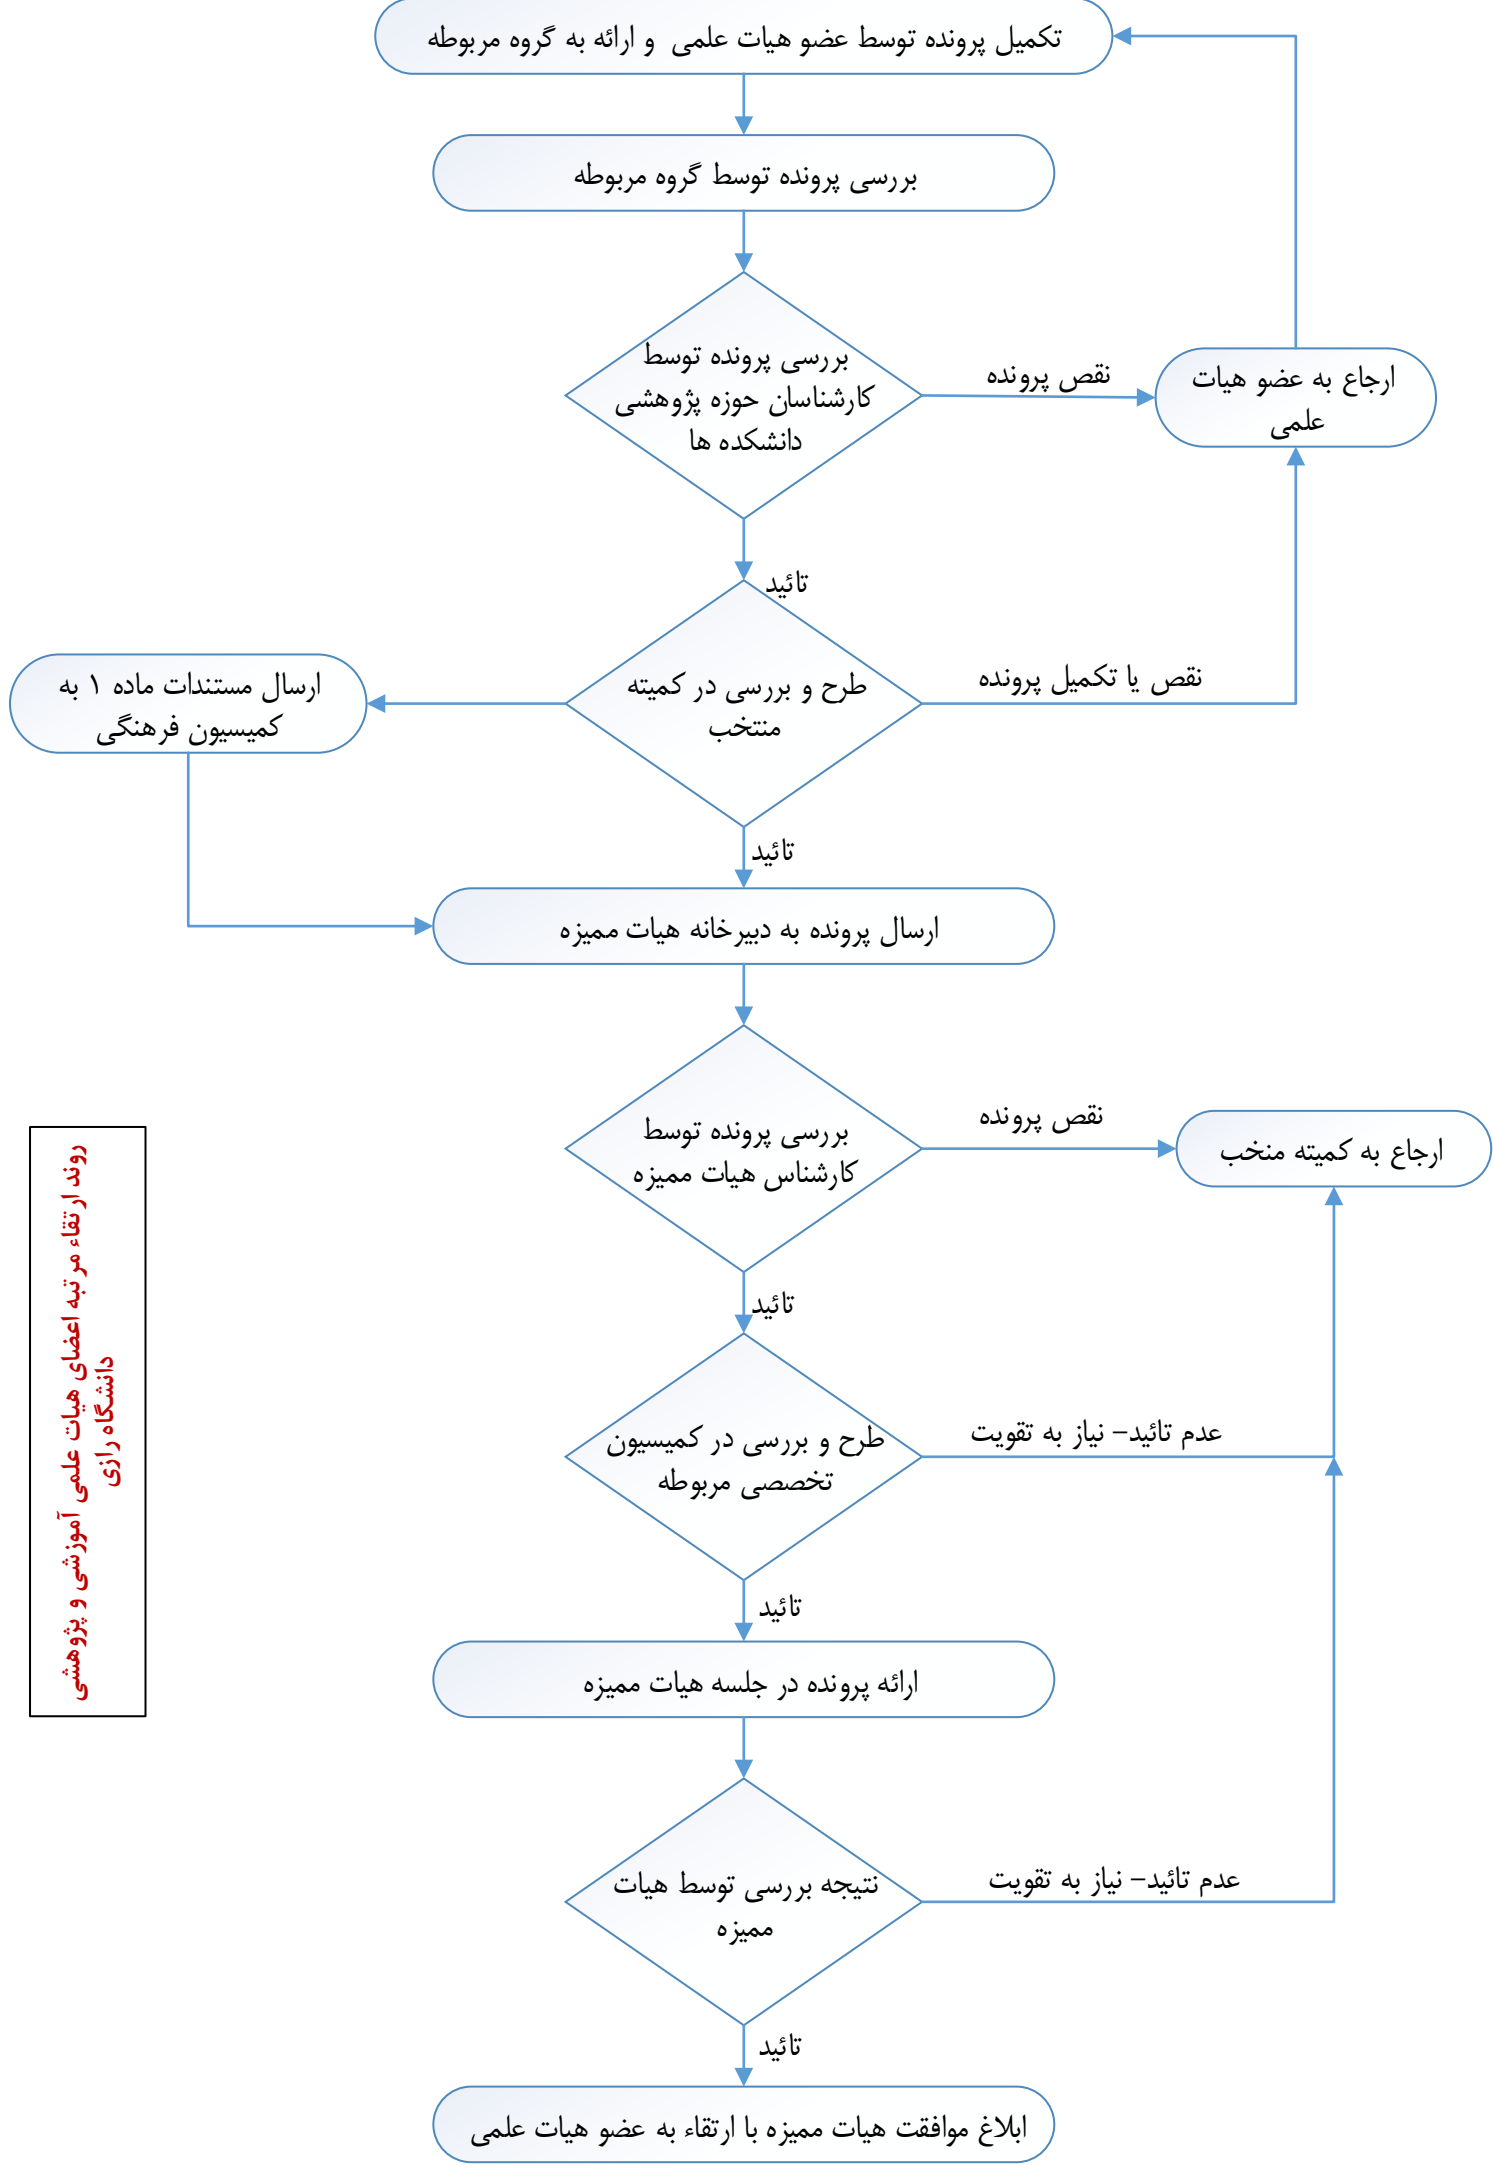 تکمیل پرونده توسط عضو هیات علمی و ارائه به گروه مربوطه
بررسی پرونده توسط گروه مربوطه
بررسی پرونده توسط
کارشناسان حوزه پژوهشی
دانشکده ها
نقص پرونده
ارجاع به عضو هیات
علمی
تائید
طرح و بررسی در کمیته
منتخب
نقص یا تکمیل پرونده
ارسال مستندات ماده ۱ به
کمیسیون فرهنگی
تائید
ارسال پرونده به دبیرخانه هیات ممیزه
بررسی پرونده توسط
کارشناس هیات ممیزه
نقص پرونده
ارجاع به کمیته منخب
تائید
طرح و بررسی در کمیسیون
تخصصی مربوطه
عدم تائید– نیاز به تقویت
تائید
ارائه پرونده در جلسه هیات ممیزه
نتیجه بررسی توسط هیات
ممیزه
عدم تائید– نیاز به تقویت
تائید
ابلاغ موافقت هیات ممیزه با ارتقاء به عضو هیات علمی
روند ارتقاء مرتبه اعضای هیات علمی آموزشی و پژوهشی
دانشگاه رازی